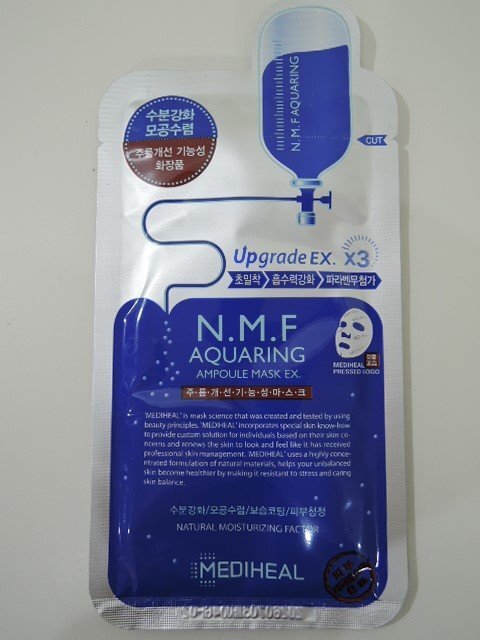 N.M.F AQUARING
CUT
수분강화
모공수렴
주름개선 기능성
화장품
Upgrade EX. X3
초밀착 흡수력강화 파라벤무첨가
N.M.F
AQUARING
AMPOULE MASK EX.
주·름·개·선·기·능·성·마·스·크
MEDIHEAL
PRESSED LOGO
'MEDIHEAL' is mask science that was created and tested by using
beauty principles. 'MEDIHEAL' incorporates special skin know-how
to provide custom solution for individuals based on their skin co-
ncerns and renews the skin to look and feel like it has received
professional skin management. 'MEDIHEAL' uses a highly conce-
ntrated formulation of natural materials, helps your unbalanced
skin become healthier by making it resistant to stress and caring
skin balance.
수분강화/모공수렴/보습코팅/피부청정
NATURAL MOISTURIZING FACTOR
MEDIHEAL